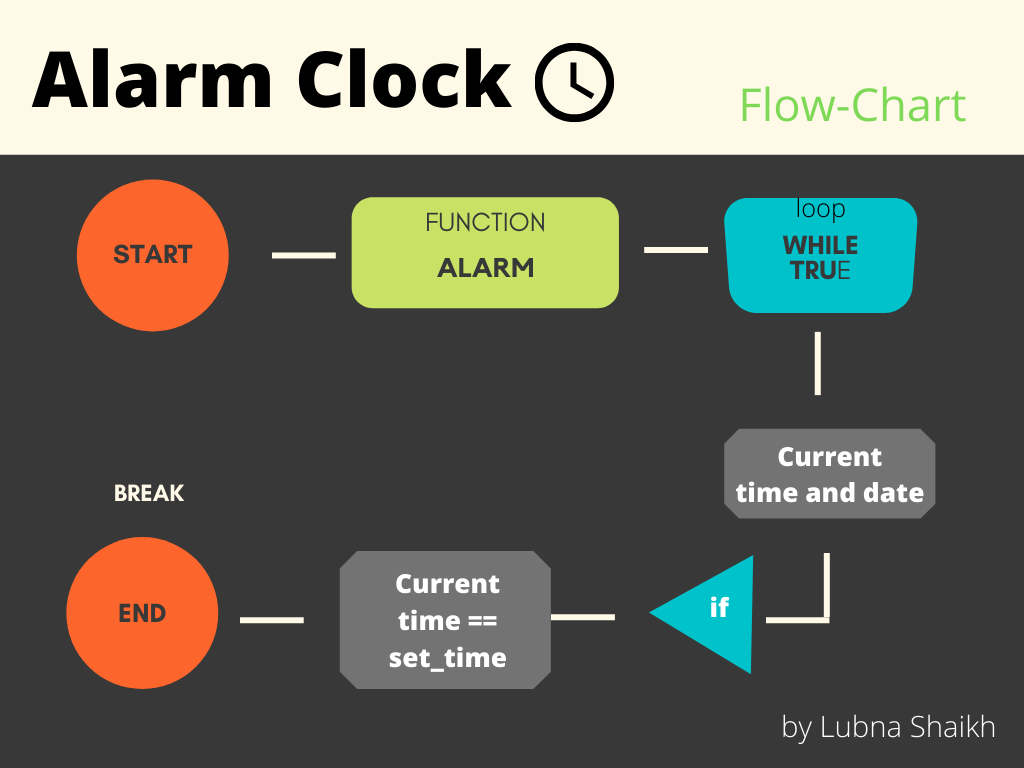 Alarm Clock
Flow-Chart
START
FUNCTION
ALARM
loop
WHILE
TRUE
Current
time and date
BREAK
END
Current
time ==
set_time
if
by Lubna Shaikh